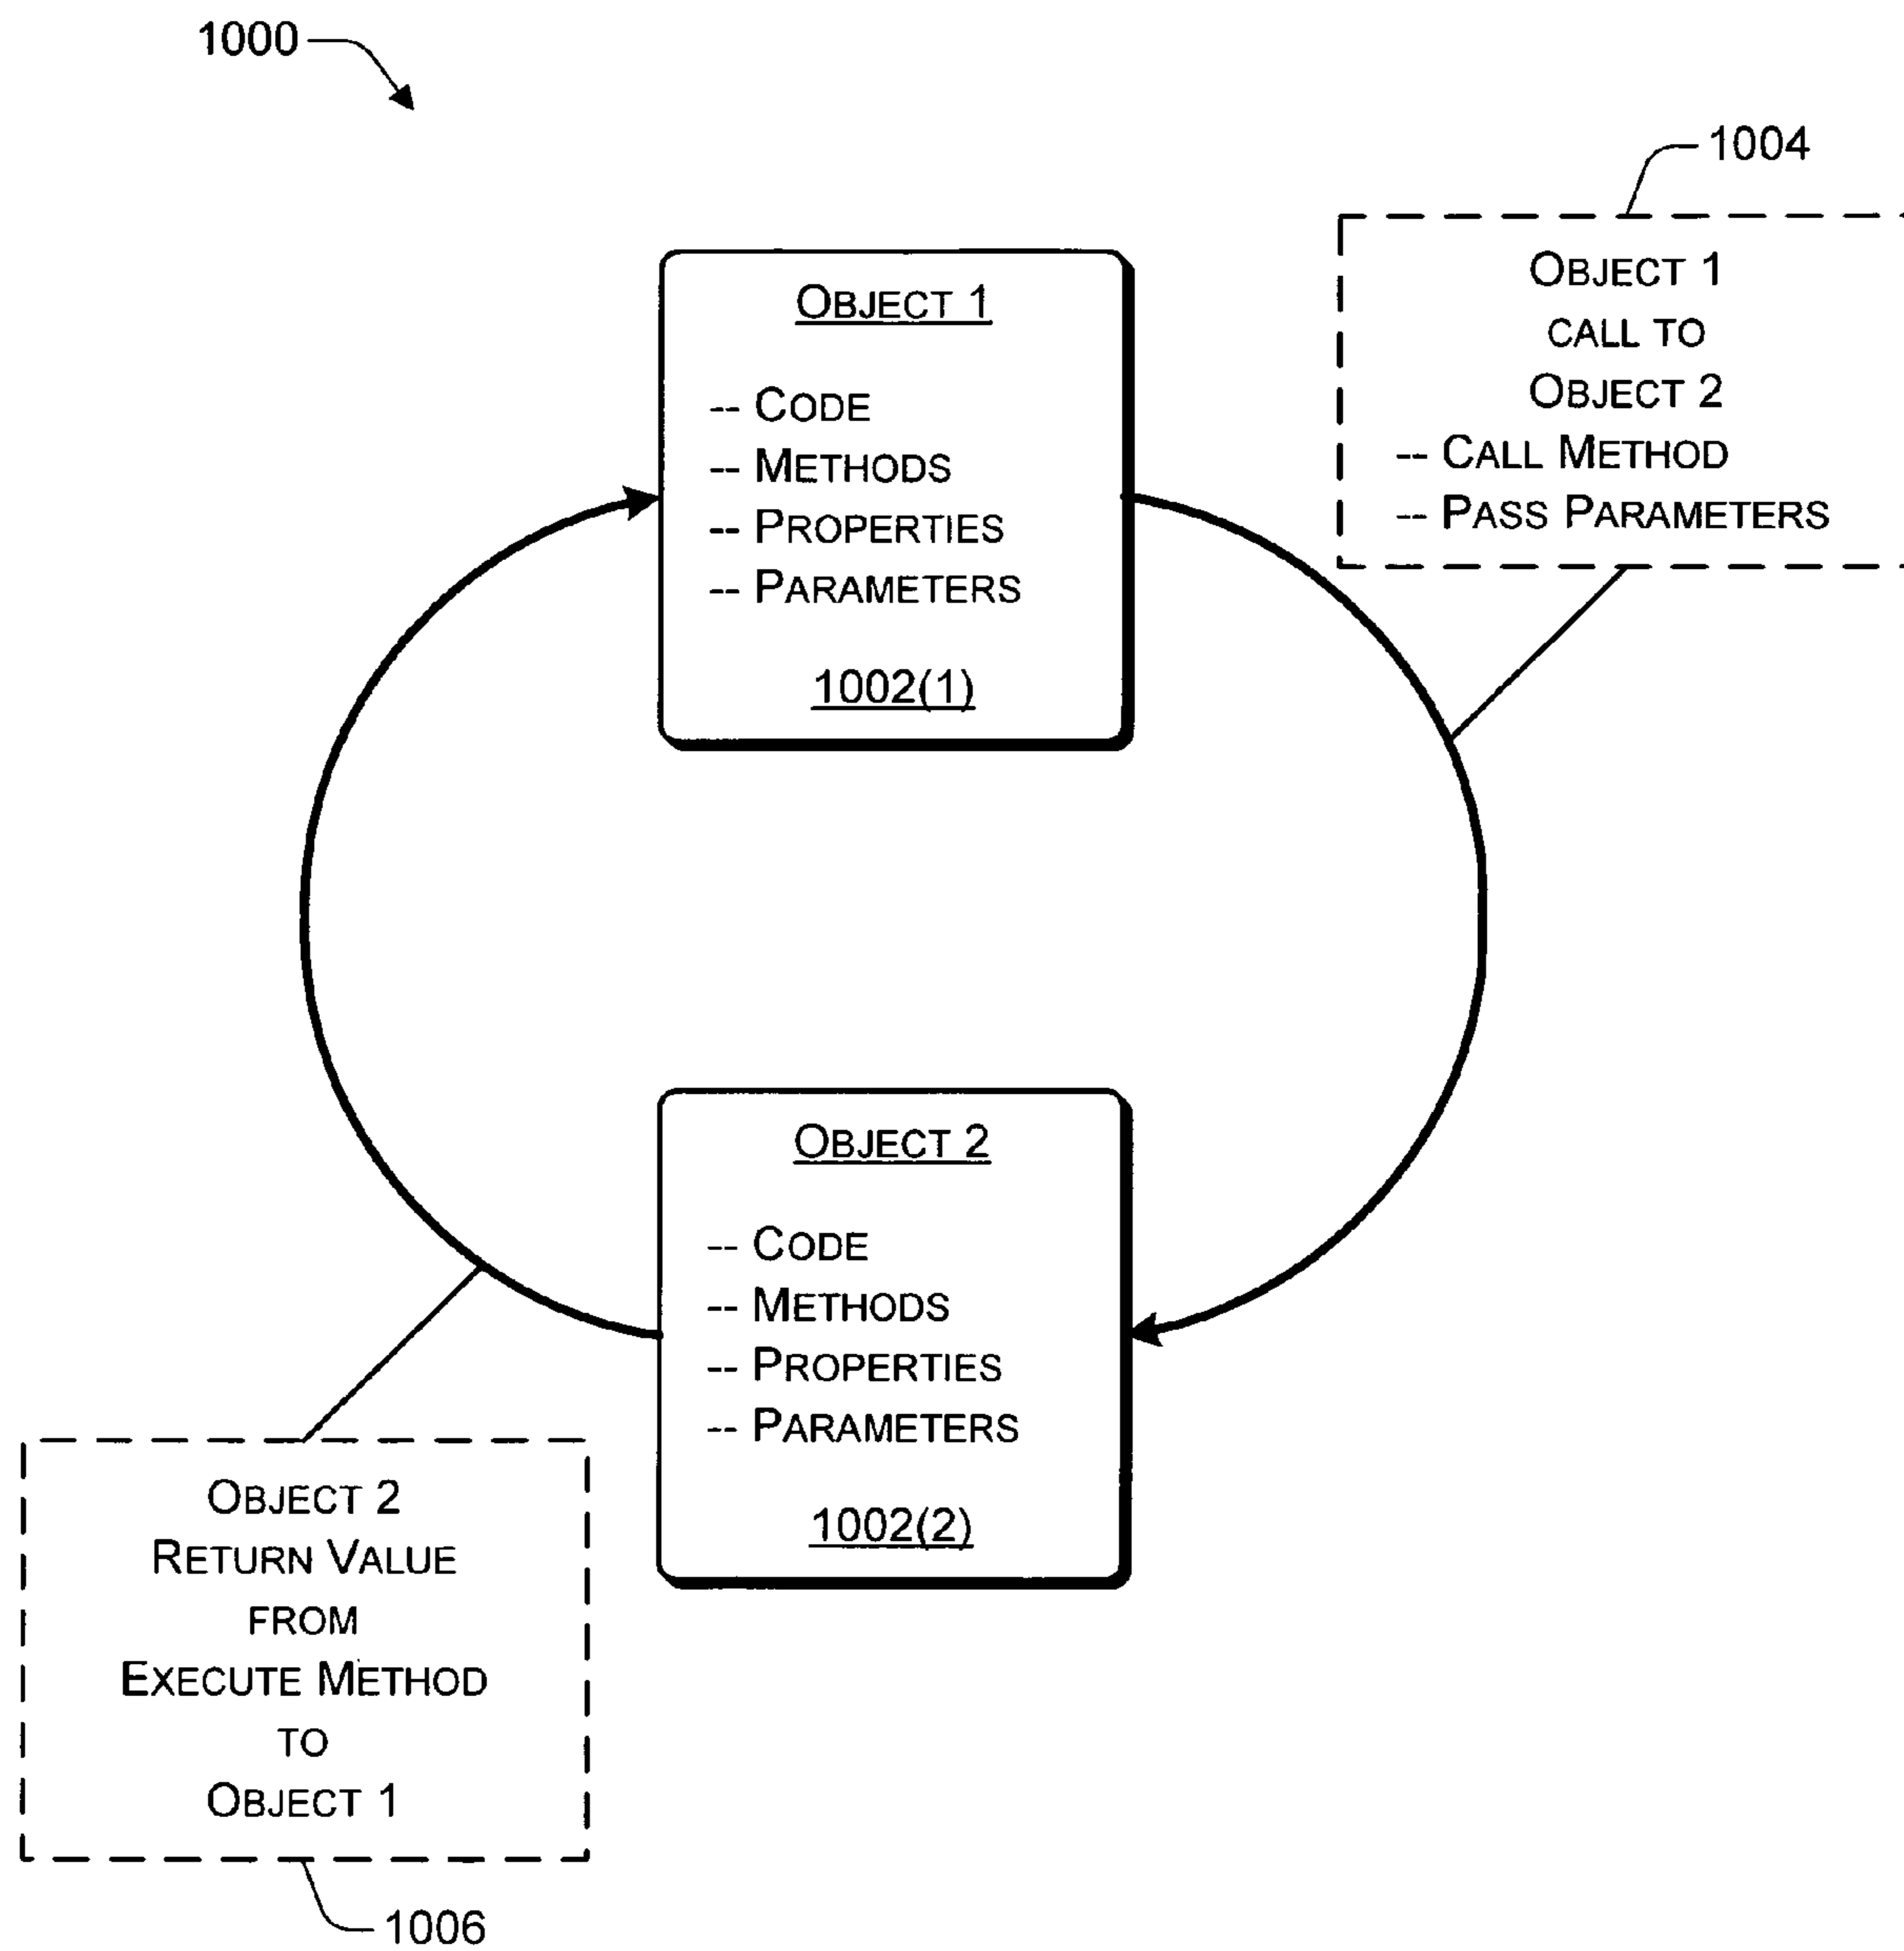 1000
1004
OBJECT 1
CALL TO
OBJECT 2
-- CALL METHOD
-- PASS PARAMETERS
OBJECT 1
-- CODE
-- METHODS
-- PROPERTIES
-- PARAMETERS
1002(1)
OBJECT 2
-- CODE
-- METHODS
-- PROPERTIES
-- PARAMETERS
1002(2)
OBJECT 2
RETURN VALUE
FROM
EXECUTE METHOD
TO
OBJECT 1
1006